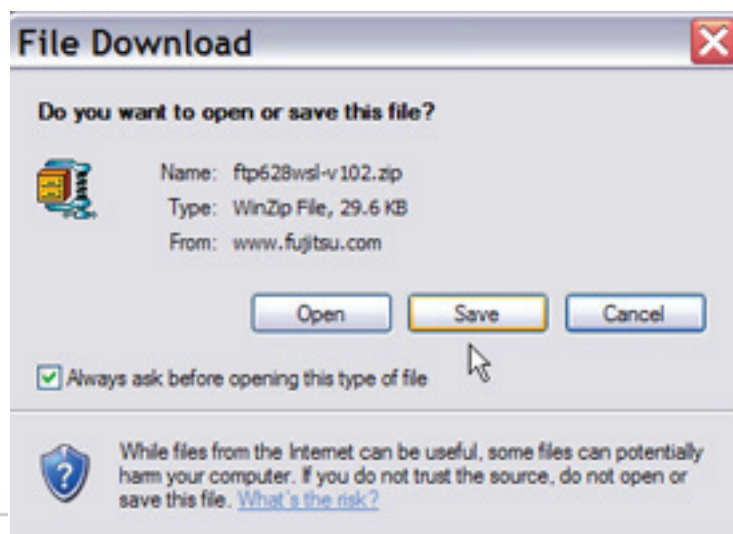 File Download
Do you want to open or save this file?
Name: ftp628wsl-v102.zip
Type: WinZip File, 29.6 KB
From: www.fujitsu.com
Open Save Cancel
Always ask before opening this type of file
While files from the Internet can be useful, some files can potentially
harm your computer. If you do not trust the source, do not open or
save this file. What's the risk?